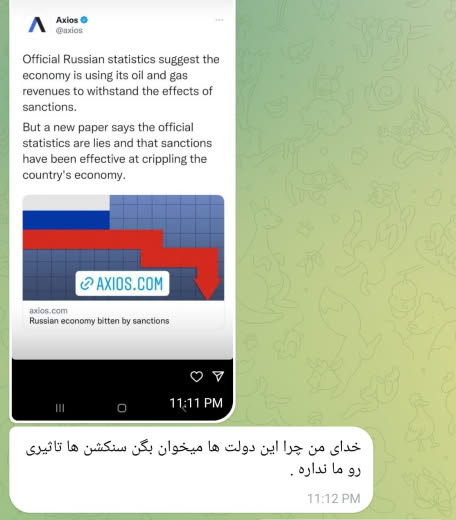 Axios
@axios
Official Russian statistics suggest the
economy is using its oil and gas
revenues to withstand the effects of
sanctions.
But a new paper says the official
statistics are lies and that sanctions
have been effective at crippling the
country's economy.
AXIOS.COM
axios.com
Russian economy bitten by sanctions
11:11 PM
خدای من چرا این دولت ها میخوان بگن سنکشن ها تاثیری
رو ما نداره .
11:12 PM